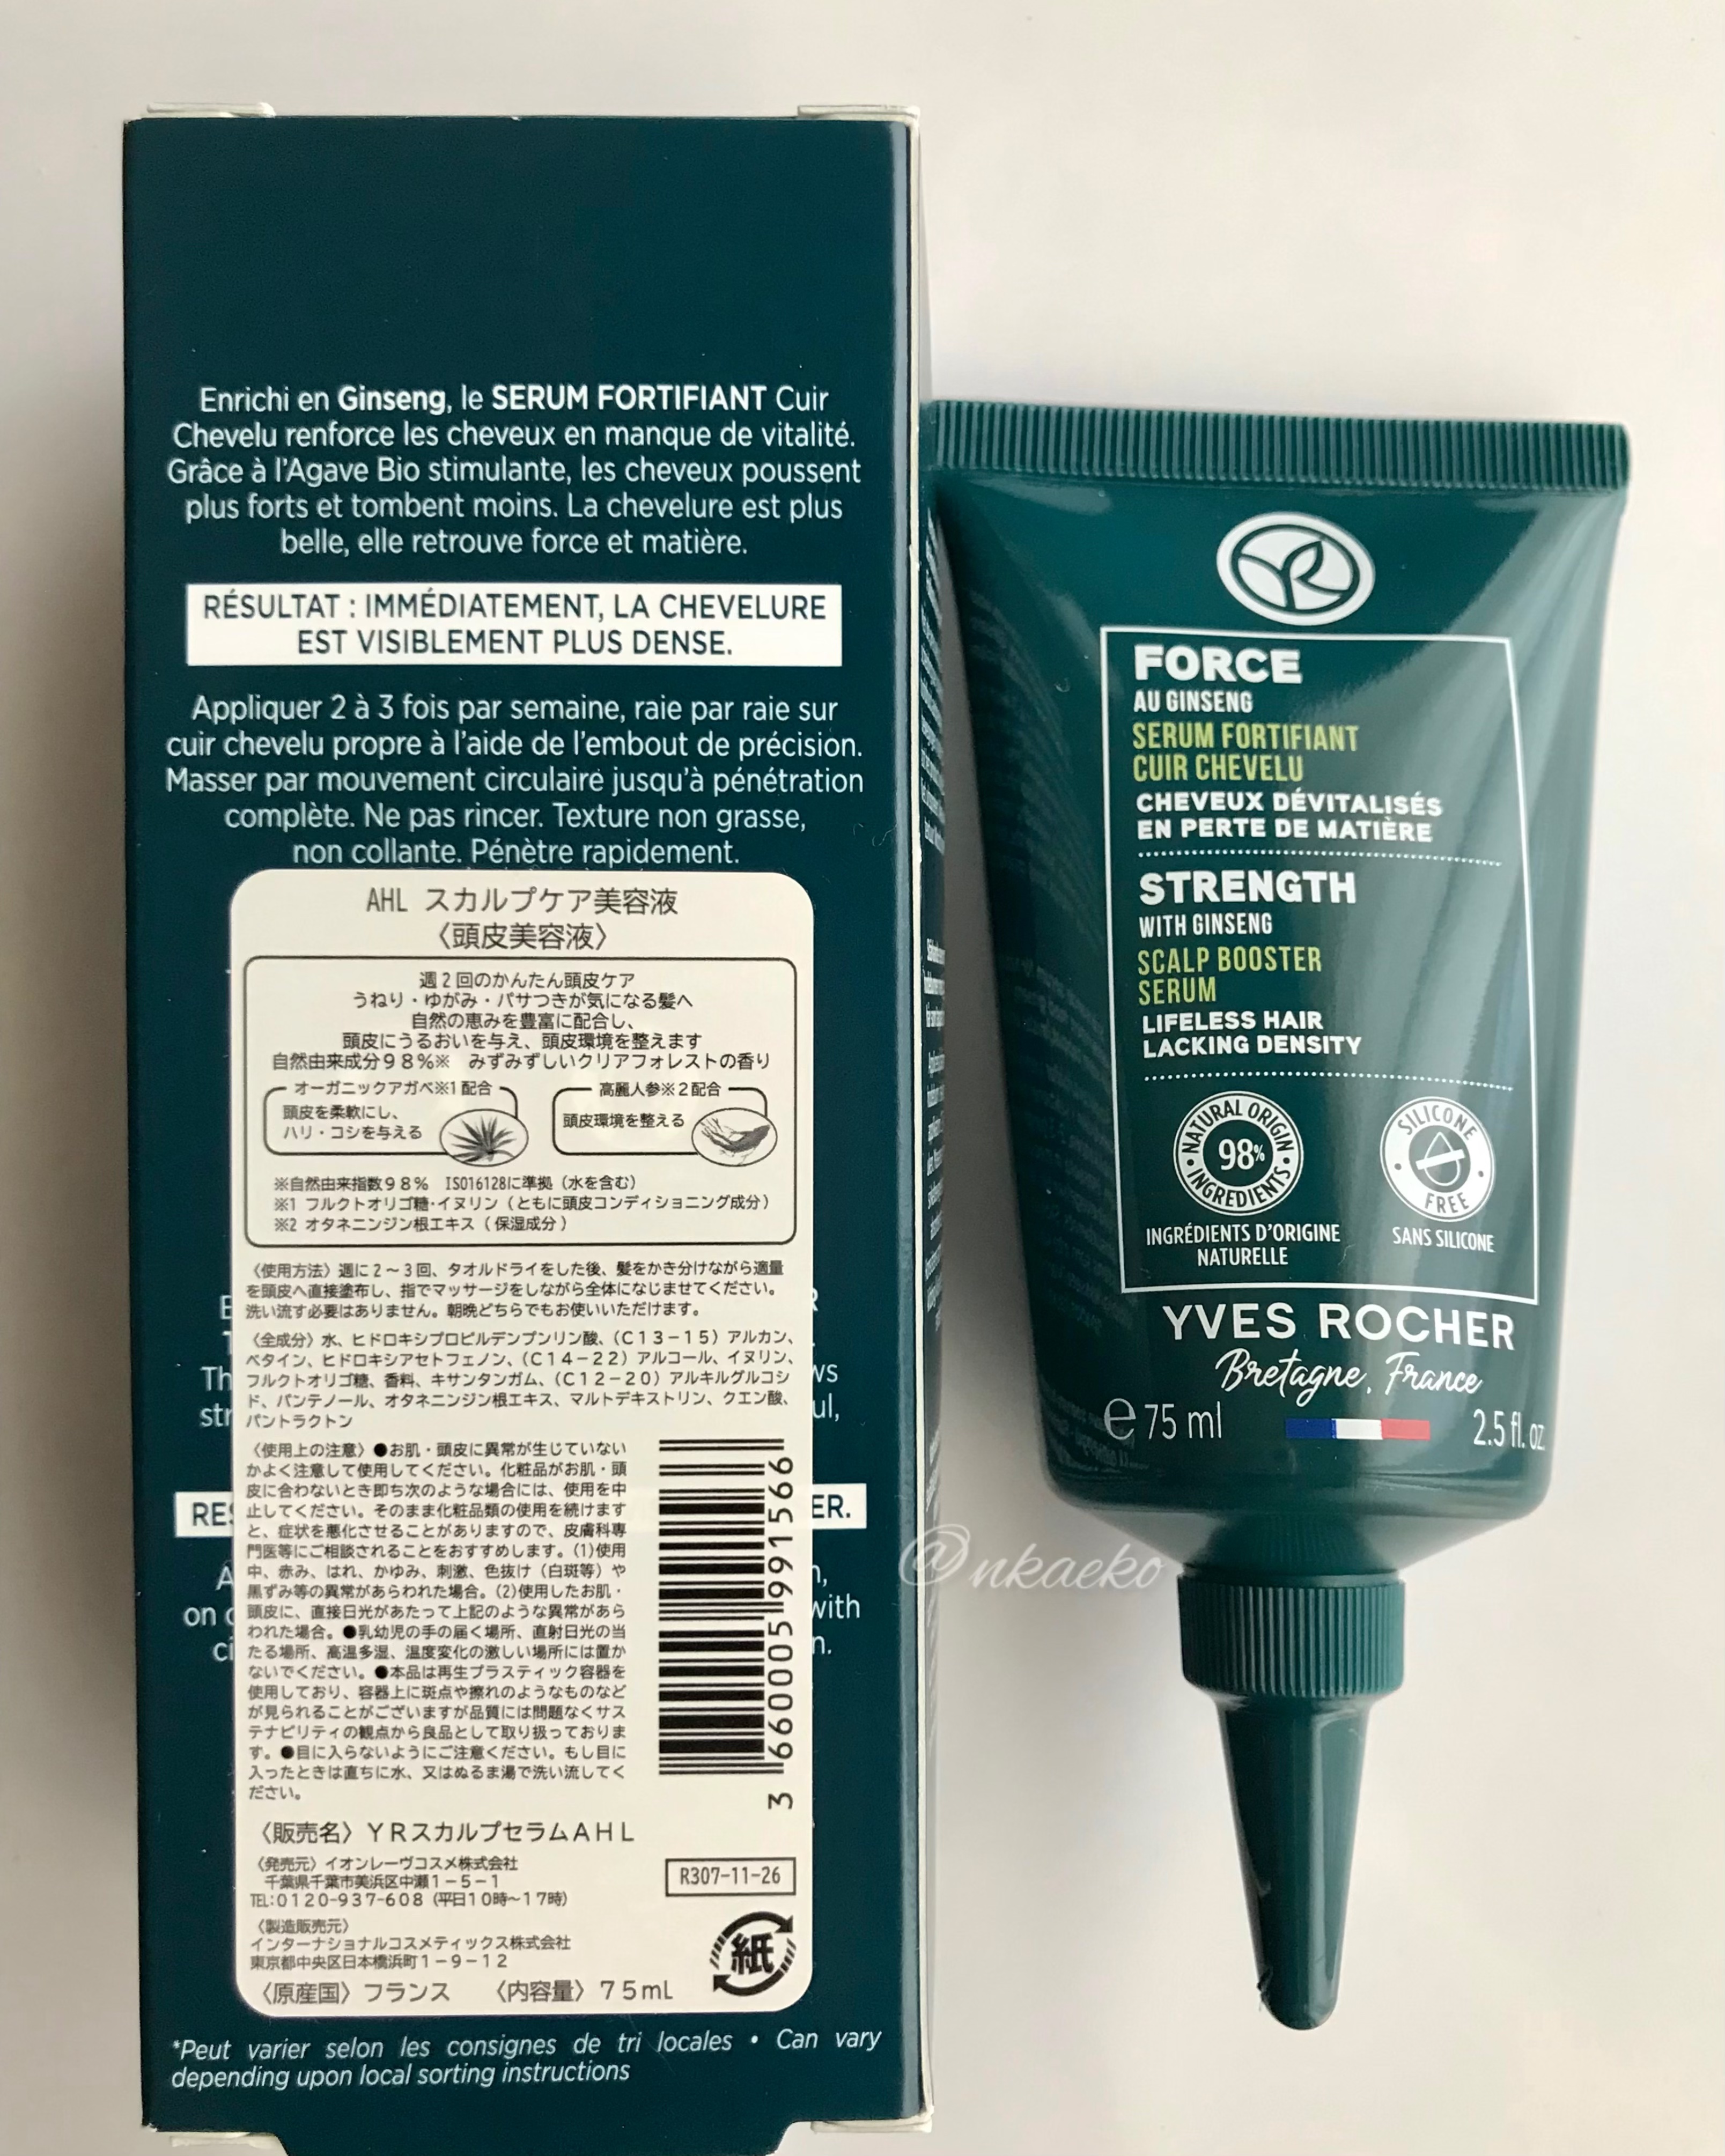 Enrichi en Ginseng, le SERUM FORTIFIANT Cuir
Chevelu renforce les cheveux en manque de vitalité.
Grâce à l'Agave Bio stimulante, les cheveux poussent
plus forts et tombent moins. La chevelure est plus
belle, elle retrouve force et matière.
RÉSULTAT : IMMÉDIATEMENT, LA CHEVELURE
EST VISIBLEMENT PLUS DENSE.
Appliquer 2 à 3 fois par semaine, raie par raie sur
cuir chevelu propre à l'aide de l'embout de précision.
Masser par mouvement circulaire jusqu'à pénétration
complète. Ne pas rincer. Texture non grasse,
non collante. Pénètre rapidement.
AHL スカルプケア美容液
〈頭皮美容液〉
週2回のかんたん頭皮ケア
うねり・ゆがみ・パサつきが気になる髪へ
自然の恵みを豊富に配合し、
頭皮にうるおいを与え、頭皮環境を整えます
自然由来成分98%※ みずみずしいクリアフォレストの香り
オーガニックアガベ※1配合
頭皮を柔軟にし、
ハリ・コシを与える
高麗人参※2配合
頭皮環境を整える
※自然由来指数98% ISO16128に準拠（水を含む）
※1 フルクトオリゴ糖・イヌリン（ともに頭皮コンディショニング成分）
※2 オタネニンジン根エキス（保湿成分）
〈使用方法〉週に2～3回、タオルドライをした後、髪をかき分けながら適量
を頭皮へ直接塗布し、指でマッサージをしながら全体になじませてください。
洗い流す必要はありません。朝晩どちらでもお使いいただけます。
〈全成分〉水、ヒドロキシプロピルデンプンリン酸、（C13-15）アルカン、
ベタイン、ヒドロキシアセトフェノン、（C14-22）アルコール、イヌリン、
フルクトオリゴ糖、香料、キサンタンガム、（C12-20）アルキルグルコシ
ド、パンテノール、オタネニンジン根エキス、マルトデキストリン、クエン酸、
パントラクトン
〈使用上の注意〉●お肌・頭皮に異常が生じていない
かよく注意して使用してください。化粧品がお肌・頭
皮に合わないとき即ち次のような場合には、使用を中
止してください。そのまま化粧品類の使用を続けます
と、症状を悪化させることがありますので、皮膚科専
門医等にご相談されることをおすすめします。(1)使用
中、赤み、はれ、かゆみ、刺激、色抜け（白斑等）や
黒ずみ等の異常があらわれた場合。(2)使用したお肌・
頭皮に、直接日光があたって上記のような異常があら
われた場合。●乳幼児の手の届く場所、直射日光の当
たる場所、高温多湿、温度変化の激しい場所には置か
ないでください。●本品は再生プラスティック容器を
使用しており、容器上に斑点や擦れのようなものなど
が見られることがございますが品質には問題なくサス
テナビリティの観点から良品として取り扱っておりま
す。●目に入らないようにご注意ください。もし目に
入ったときは直ちに水、又はぬるま湯で洗い流してく
ださい。
3 660005 991566
〈販売名〉YRスカルプセラムAHL
〈発売元〉イオンレーヴコスメ株式会社
千葉県千葉市美浜区中瀬1-5-1
TEL:0120-937-608（平日10時～17時）
R307-11-26
〈製造販売元〉
インターナショナルコスメティックス株式会社
東京都中央区日本橋浜町1-9-12
紙
〈原産国〉フランス 〈内容量〉75mL
*Peut varier selon les consignes de tri locales • Can vary
depending upon local sorting instructions
FORCE
AU GINSENG
SERUM FORTIFIANT
CUIR CHEVELU
CHEVEUX DÉVITALISÉS
EN PERTE DE MATIÈRE
STRENGTH
WITH GINSENG
SCALP BOOSTER
SERUM
LIFELESS HAIR
LACKING DENSITY
NATURAL ORIGIN
98%
INGREDIENTS
INGRÉDIENTS D'ORIGINE
NATURELLE
SILICONE
FREE
SANS SILICONE
YVES ROCHER
Bretagne, France
e 75 ml
2.5 fl. oz
@nkaeko